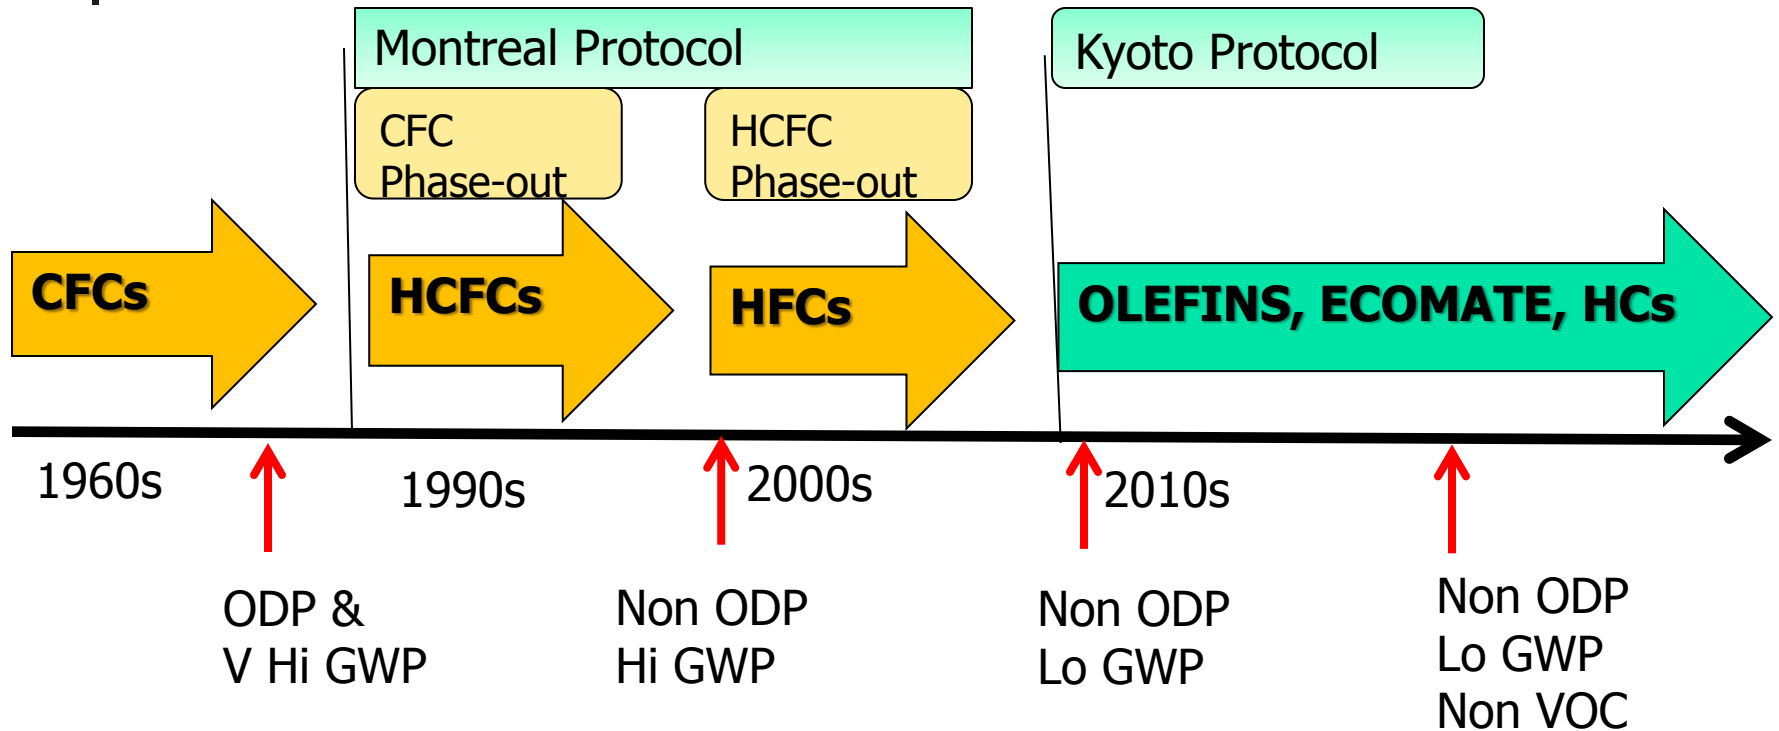 Montreal Protocol
Kyoto Protocol
CFC
Phase-out
HCFC
Phase-out
CFCs
HCFCs
HFCs
OLEFINS, ECOMATE, HCs
1960s
1990s
2000s
2010s
ODP &
V Hi GWP
Non ODP
Hi GWP
Non ODP
Lo GWP
Non ODP
Lo GWP
Non VOC